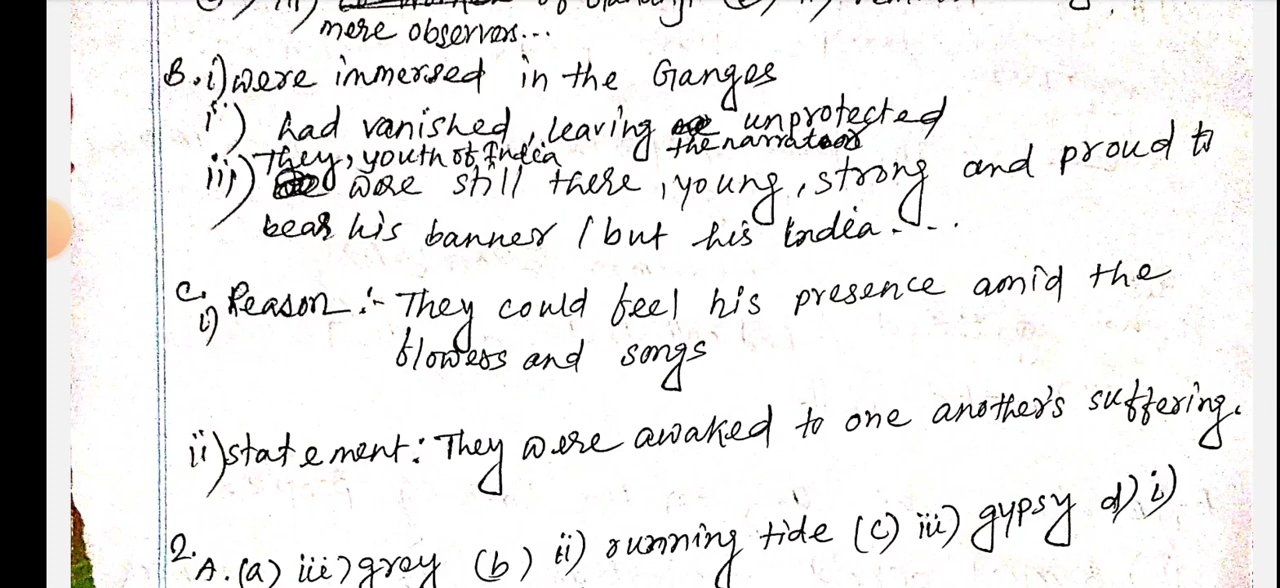 mere observers...
B. i) were immersed in the Ganges
ii) had vanished, leaving unprotected
the narrator
They, youth of India
iii) were still there, young, strong and proud to
bear his banner / but his India....
C. i) Reason :- They could feel his presence amid the
flowers and songs
ii) statement: They were awaked to one another's suffering.
2. A. (a) iii) grey (b) ii) running tide (c) iii) gypsy d) i)